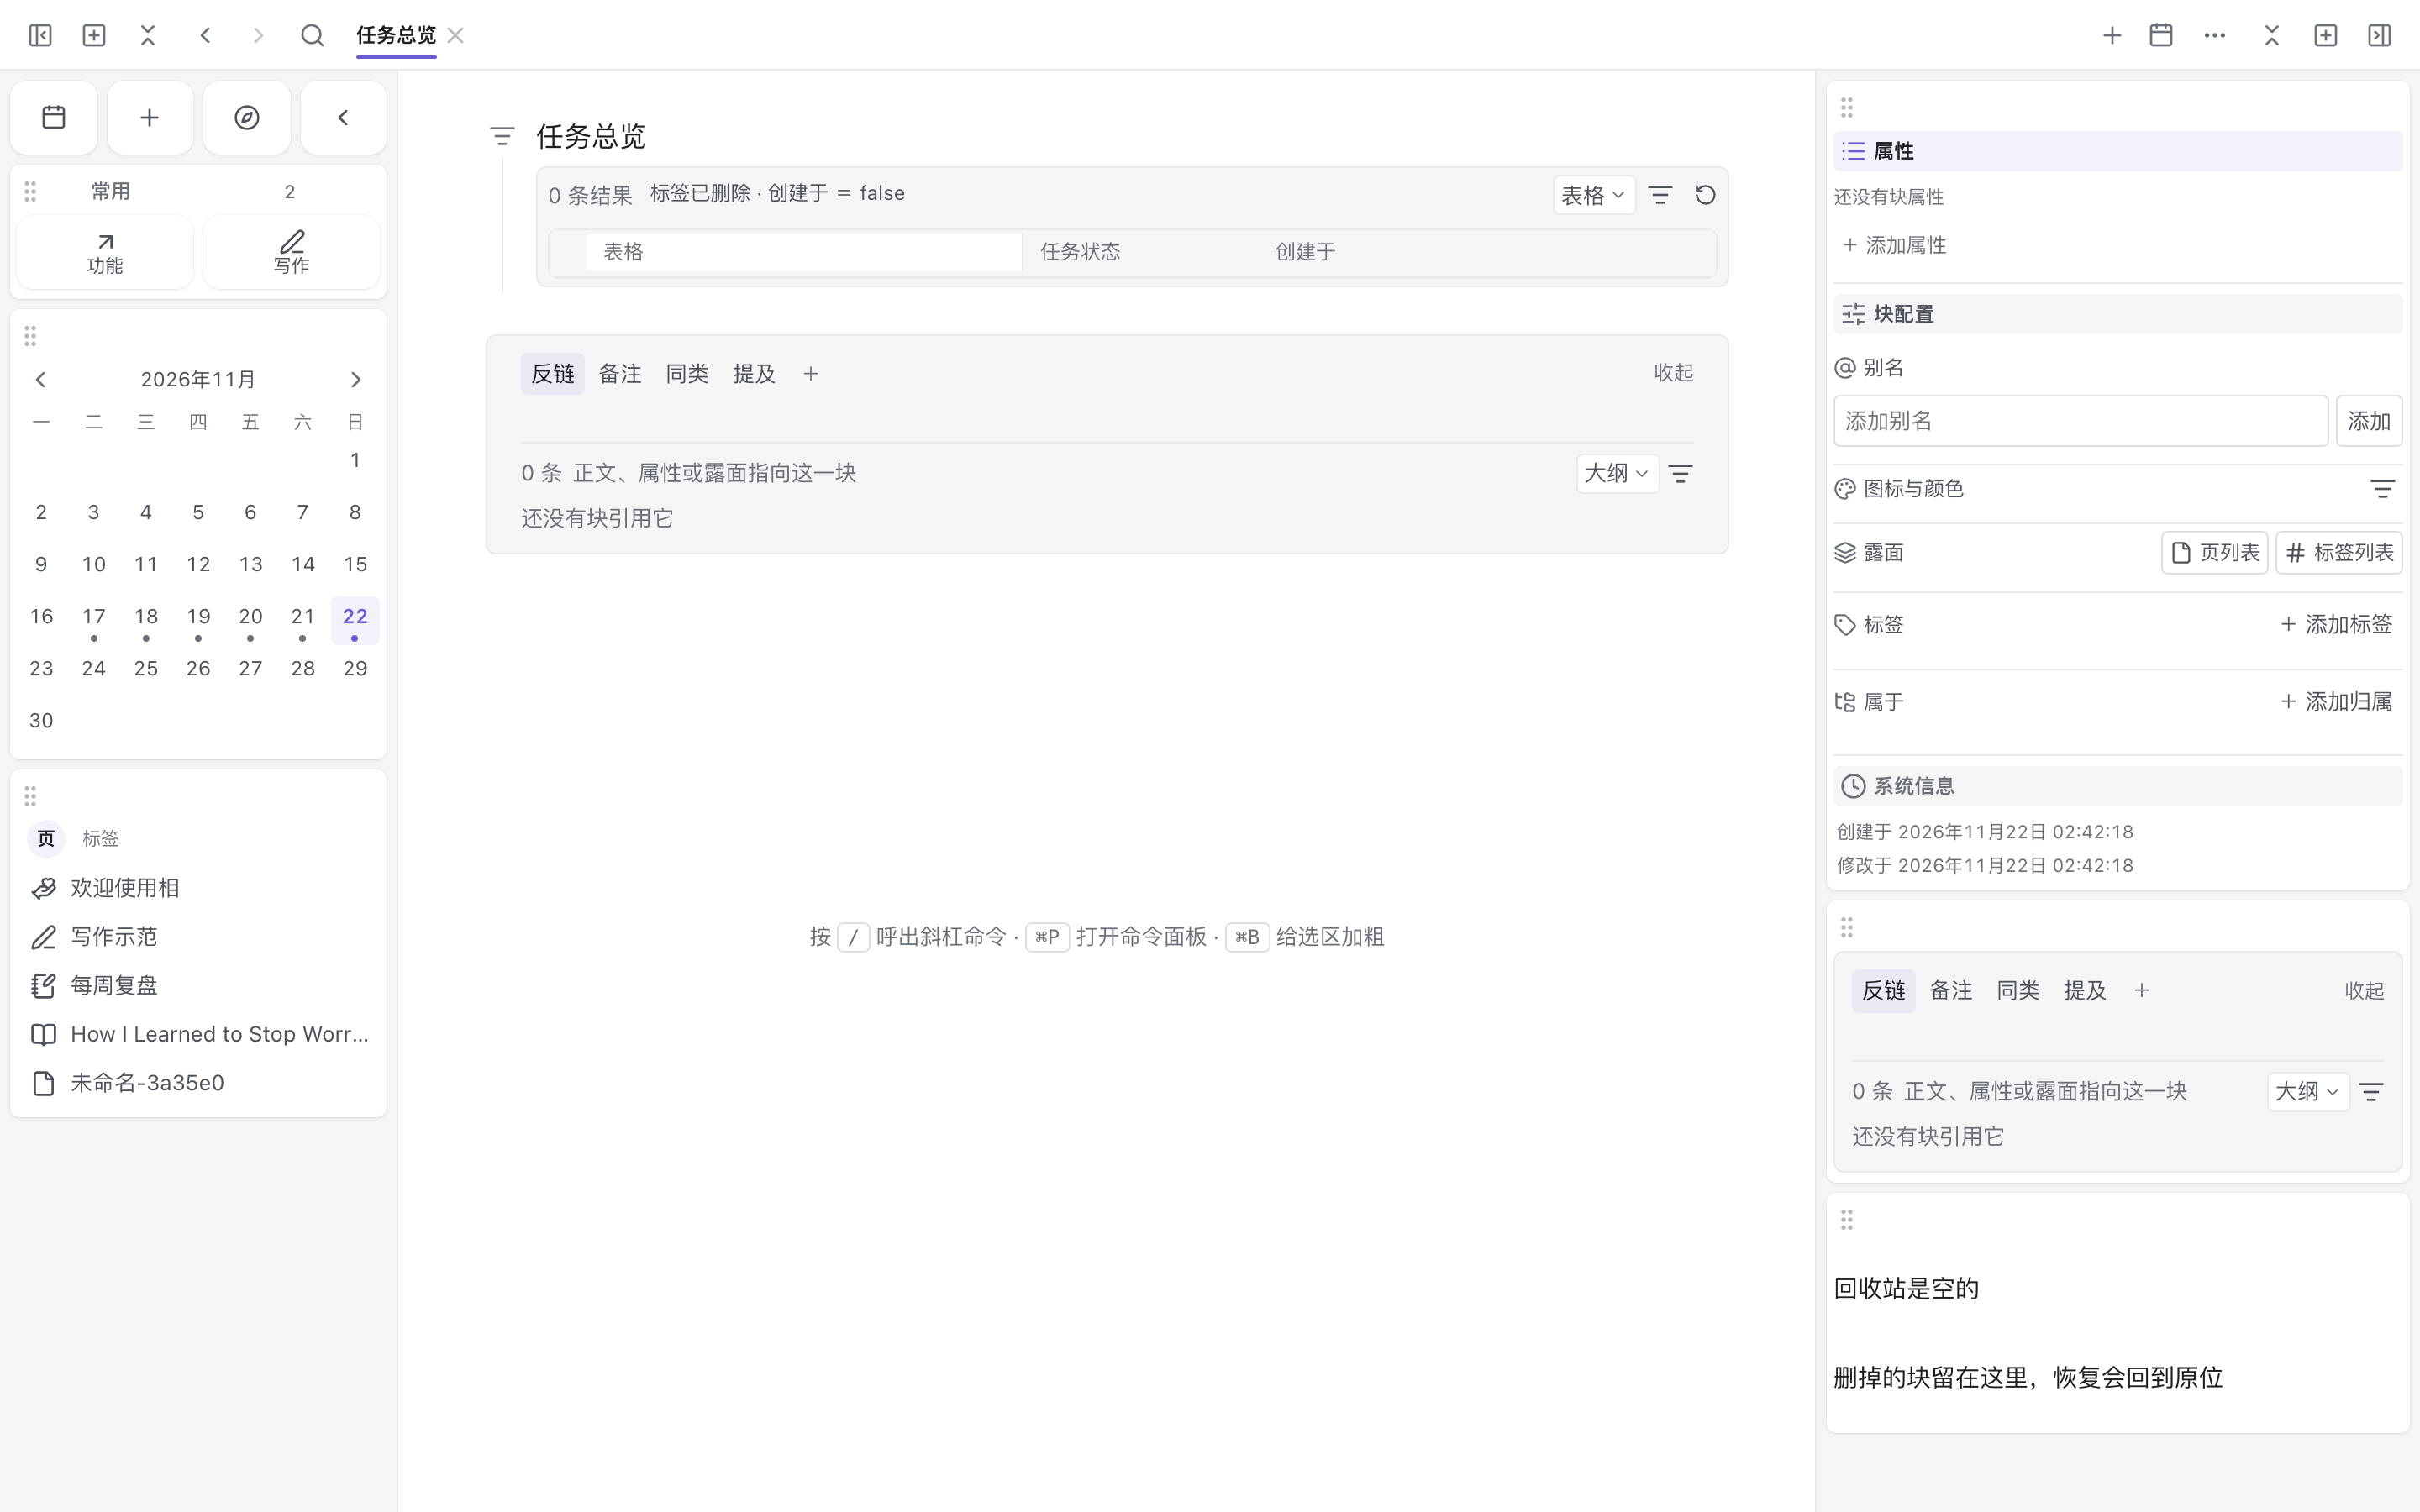 任务总览
常用 2
功能 写作
2026年11月
一 二 三 四 五 六 日
1
2 3 4 5 6 7 8
9 10 11 12 13 14 15
16 17 18 19 20 21 22
23 24 25 26 27 28 29
30
页 标签
欢迎使用相
写作示范
每周复盘
How I Learned to Stop Worr...
未命名-3a35e0
任务总览
0 条结果 标签已删除 · 创建于 = false 表格
表格 任务状态 创建于
反链 备注 同类 提及 + 收起
0 条 正文、属性或露面指向这一块 大纲
还没有块引用它
按 / 呼出斜杠命令 · ⌘P 打开命令面板 · ⌘B 给选区加粗
属性
还没有块属性
+ 添加属性
块配置
别名
添加别名 添加
图标与颜色
露面 页列表 # 标签列表
标签 + 添加标签
属于 + 添加归属
系统信息
创建于 2026年11月22日 02:42:18
修改于 2026年11月22日 02:42:18
反链 备注 同类 提及 + 收起
0 条 正文、属性或露面指向这一块 大纲
还没有块引用它
回收站是空的
删掉的块留在这里，恢复会回到原位